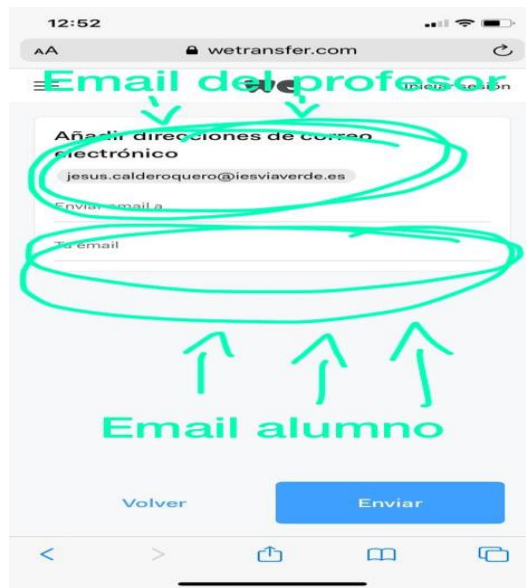 12:52
AA wetransfer.com
Email del profesor
Iniciar sesión
Añadir direcciones de correo
electrónico
jesus.calderoquero@iesviaverde.es
Enviar email a
Tu email
Email alumno
Volver Enviar